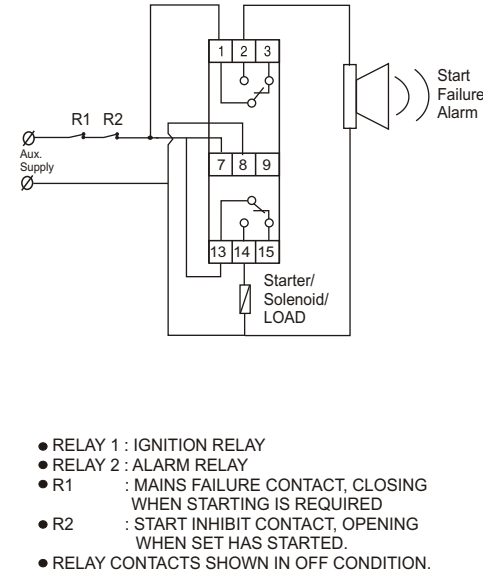 1 2 3
Start
Failure
Alarm
R1 R2
Aux.
Supply
7 8 9
13 14 15
Starter/
Solenoid/
LOAD
● RELAY 1 : IGNITION RELAY
● RELAY 2 : ALARM RELAY
● R1 : MAINS FAILURE CONTACT, CLOSING
WHEN STARTING IS REQUIRED
● R2 : START INHIBIT CONTACT, OPENING
WHEN SET HAS STARTED.
● RELAY CONTACTS SHOWN IN OFF CONDITION.